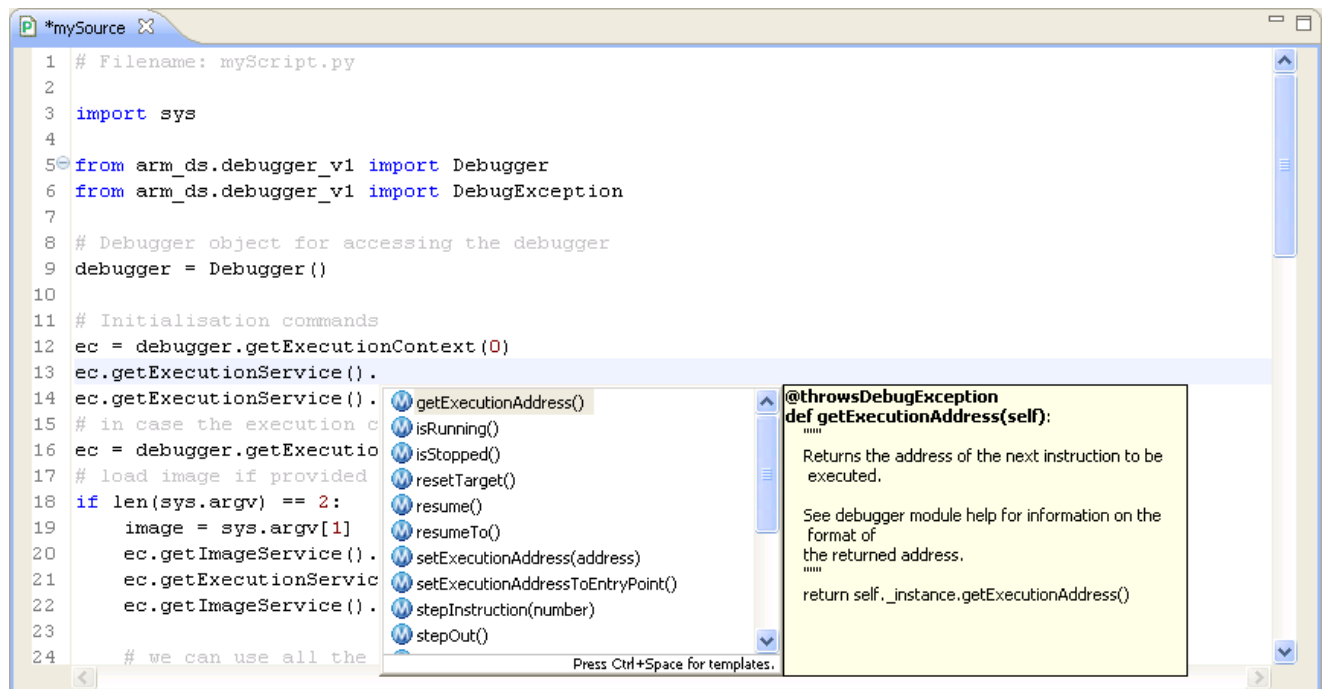 *mySource
1 # Filename: myScript.py
2
3 import sys
4
5 from arm_ds.debugger_v1 import Debugger
6 from arm_ds.debugger_v1 import DebugException
7
8 # Debugger object for accessing the debugger
9 debugger = Debugger()
10
11 # Initialisation commands
12 ec = debugger.getExecutionContext(0)
13 ec.getExecutionService().
14 ec.getExecutionService().
15 # in case the execution c
16 ec = debugger.getExecutio
17 # load image if provided
18 if len(sys.argv) == 2:
19     image = sys.argv[1]
20     ec.getImageService().
21     ec.getExecutionServic
22     ec.getImageService().
23
24     # we can use all the
getExecutionAddress()
isRunning()
isStopped()
resetTarget()
resume()
resumeTo()
setExecutionAddress(address)
setExecutionAddressToEntryPoint()
stepInstruction(number)
stepOut()
Press Ctrl+Space for templates.
@throwsDebugException
def getExecutionAddress(self):
"""
Returns the address of the next instruction to be
executed.
See debugger module help for information on the
format of
the returned address.
"""
return self._instance.getExecutionAddress()